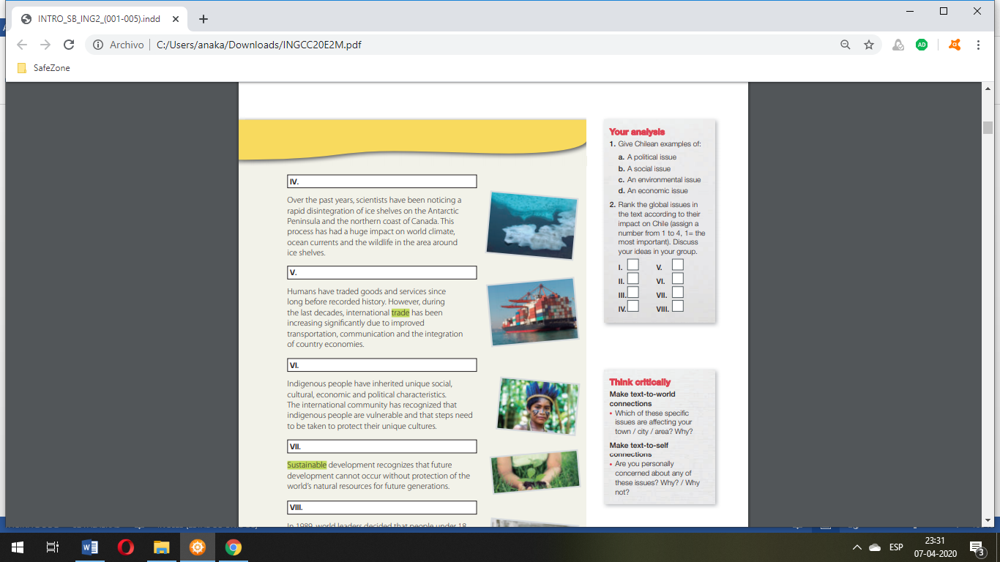 INTRO_SB_ING2_(001-005).indd
Archivo
C:/Users/anaka/Downloads/INGCC20E2M.pdf
AD
SafeZone
IV.
Over the past years, scientists have been noticing a
rapid disintegration of ice shelves on the Antarctic
Peninsula and the northern coast of Canada. This
process has had a huge impact on world climate,
ocean currents and the wildlife in the area around
ice shelves.
V.
Humans have traded goods and services since
long before recorded history. However, during
the last decades, international trade has been
increasing significantly due to improved
transportation, communication and the integration
of country economies.
VI.
Indigenous people have inherited unique social,
cultural, economic and political characteristics.
The international community has recognized that
indigenous people are vulnerable and that steps need
to be taken to protect their unique cultures.
VII.
Sustainable development recognizes that future
development cannot occur without protection of the
world's natural resources for future generations.
VIII.
In 1989, world leaders decided that people under 18
Your analysis
1. Give Chilean examples of:
a. A political issue
b. A social issue
c. An environmental issue
d. An economic issue
2. Rank the global issues in
the text according to their
impact on Chile (assign a
number from 1 to 4, 1= the
most important). Discuss
your ideas in your group.
I. V.
II. VI.
III. VII.
IV. VIII.
Think critically
Make text-to-world
connections
• Which of these specific
issues are affecting your
town / city / area? Why?
Make text-to-self
connections
• Are you personally
concerned about any of
these issues? Why? / Why
not?
ESP
23:31
07-04-2020
3